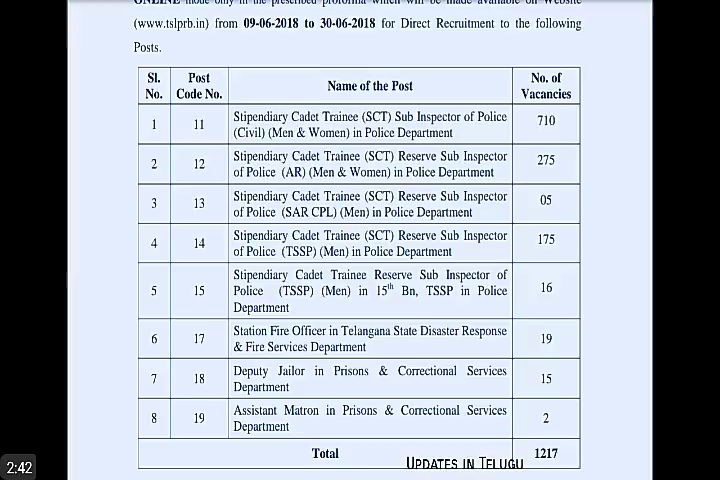 ONLINE mode only in the prescribed proforma which will be made available on Website
(www.tslprb.in) from 09-06-2018 to 30-06-2018 for Direct Recruitment to the following
Posts.
Sl. No. Post Code No. Name of the Post No. of Vacancies
1 11 Stipendiary Cadet Trainee (SCT) Sub Inspector of Police
(Civil) (Men & Women) in Police Department 710
2 12 Stipendiary Cadet Trainee (SCT) Reserve Sub Inspector
of Police (AR) (Men & Women) in Police Department 275
3 13 Stipendiary Cadet Trainee (SCT) Reserve Sub Inspector
of Police (SAR CPL) (Men) in Police Department 05
4 14 Stipendiary Cadet Trainee (SCT) Reserve Sub Inspector
of Police (TSSP) (Men) in Police Department 175
5 15 Stipendiary Cadet Trainee Reserve Sub Inspector of
Police (TSSP) (Men) in 15th Bn, TSSP in Police
Department 16
6 17 Station Fire Officer in Telangana State Disaster Response
& Fire Services Department 19
7 18 Deputy Jailor in Prisons & Correctional Services
Department 15
8 19 Assistant Matron in Prisons & Correctional Services
Department 2
Total 1217
UPDATES IN TELUGU
2:42